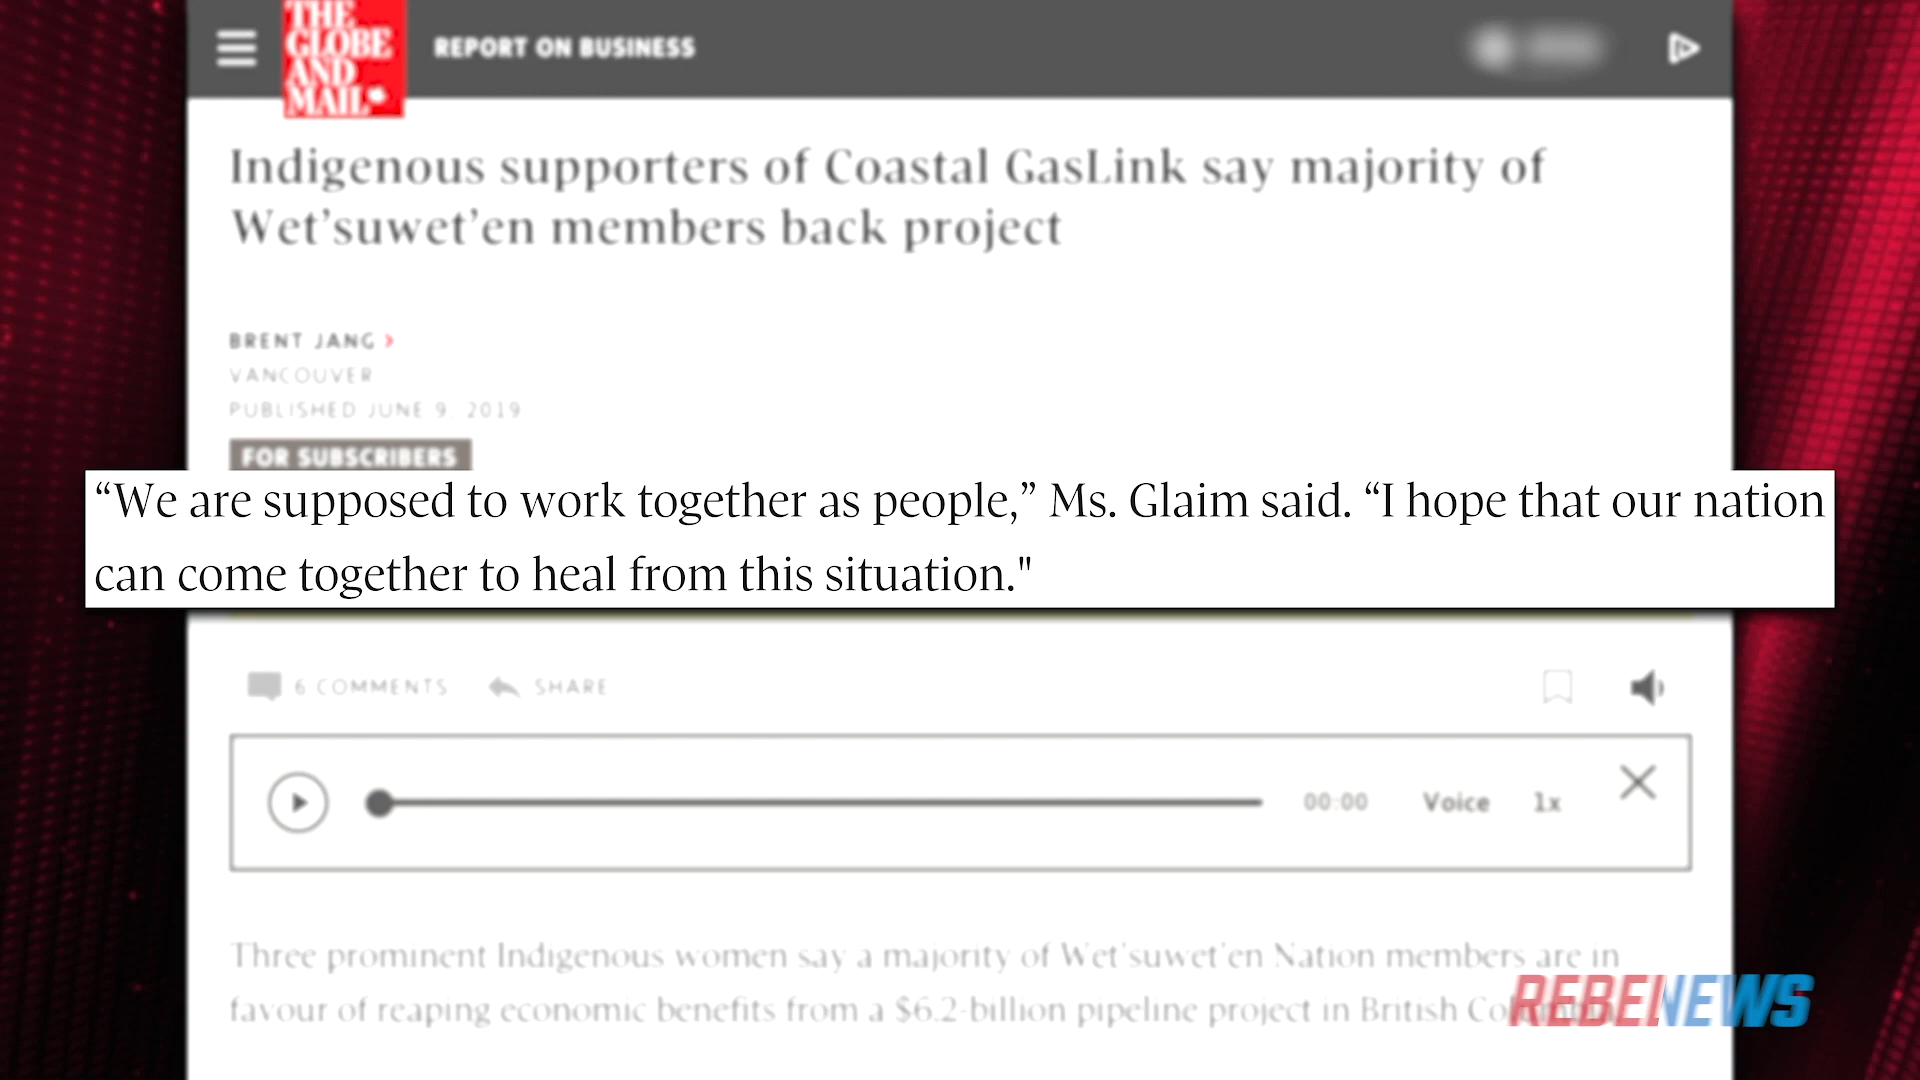 THE
GLOBE
AND
MAIL
REPORT ON BUSINESS
Indigenous supporters of Coastal GasLink say majority of
Wet’suwet’en members back project
BRENT JANG
VANCOUVER
PUBLISHED JUNE 9, 2019
FOR SUBSCRIBERS
“We are supposed to work together as people,” Ms. Glaim said. “I hope that our nation
can come together to heal from this situation."
6 COMMENTS SHARE
00:00 Voice 1x
Three prominent Indigenous women say a majority of Wet’suwet’en Nation members are in
favour of reaping economic benefits from a $6.2-billion pipeline project in British
REBEL NEWS